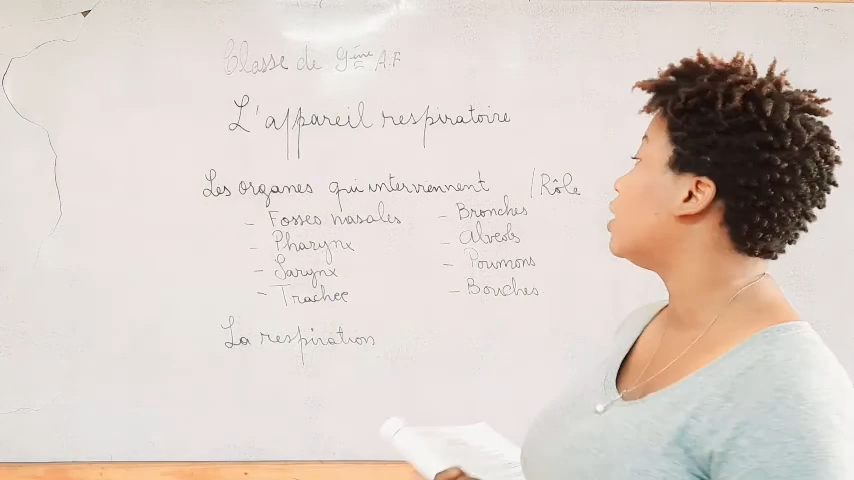 Classe de 9ème A.F
L'appareil respiratoire
Les organes qui interviennent /Rôle
- Fosses nasales - Bronches
- Pharynx - alveols
- Larynx - Poumons
- Trachee - Bouches
La respiration